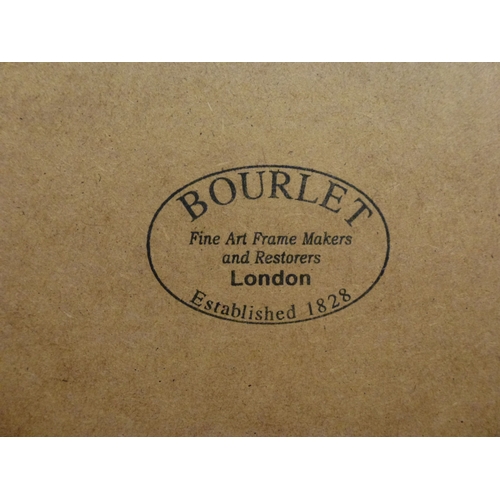 BOURLET
Fine Art Frame Makers
and Restorers
London
Established 1828